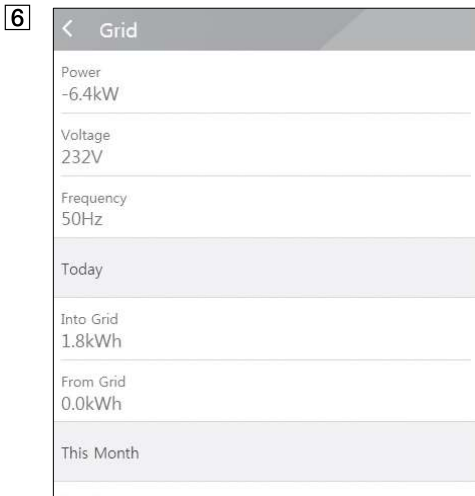 6
Grid
Power
-6.4kW
Voltage
232V
Frequency
50Hz
Today
Into Grid
1.8kWh
From Grid
0.0kWh
This Month